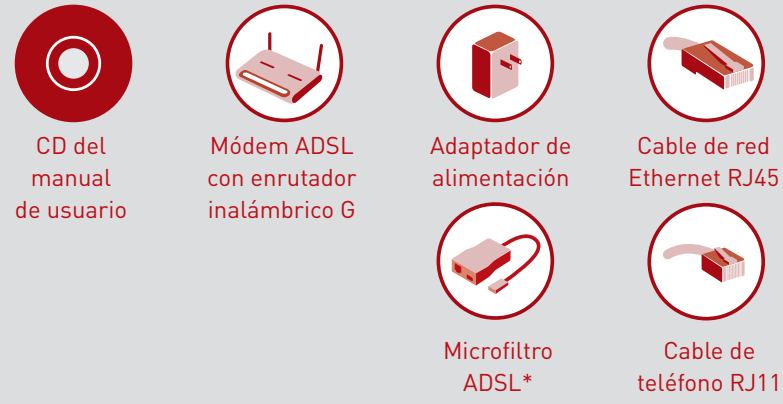 CD del
manual
de usuario
Módem ADSL
con enrutador
inalámbrico G
Adaptador de
alimentación
Cable de red
Ethernet RJ45
Microfiltro
ADSL*
Cable de
teléfono RJ11